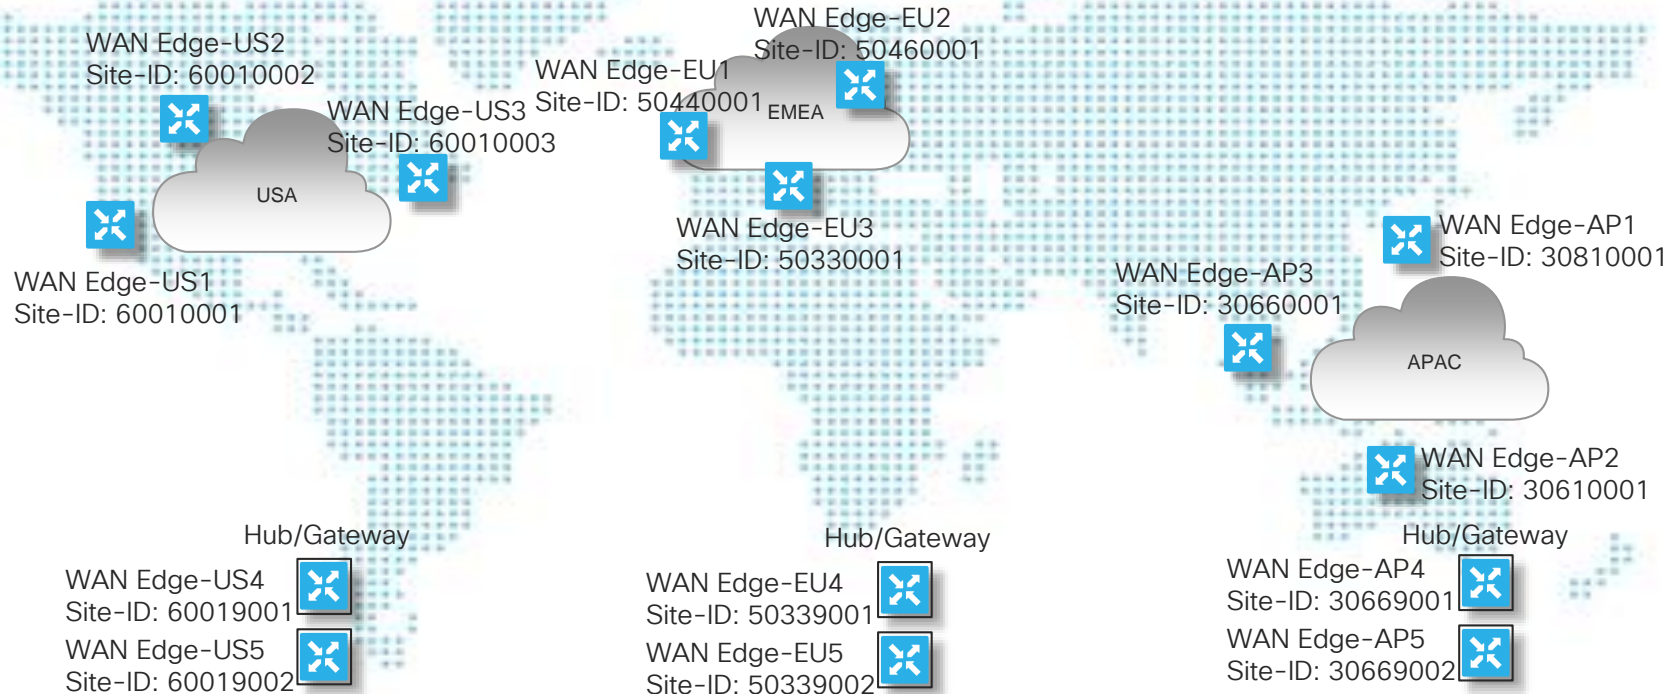 WAN Edge-US2
Site-ID: 60010002
WAN Edge-US3
Site-ID: 60010003
USA
WAN Edge-US1
Site-ID: 60010001
WAN Edge-EU2
Site-ID: 50460001
WAN Edge-EU1
Site-ID: 50440001
EMEA
WAN Edge-EU3
Site-ID: 50330001
WAN Edge-AP1
Site-ID: 30810001
WAN Edge-AP3
Site-ID: 30660001
APAC
WAN Edge-AP2
Site-ID: 30610001
Hub/Gateway
WAN Edge-US4
Site-ID: 60019001
WAN Edge-US5
Site-ID: 60019002
Hub/Gateway
WAN Edge-EU4
Site-ID: 50339001
WAN Edge-EU5
Site-ID: 50339002
Hub/Gateway
WAN Edge-AP4
Site-ID: 30669001
WAN Edge-AP5
Site-ID: 30669002